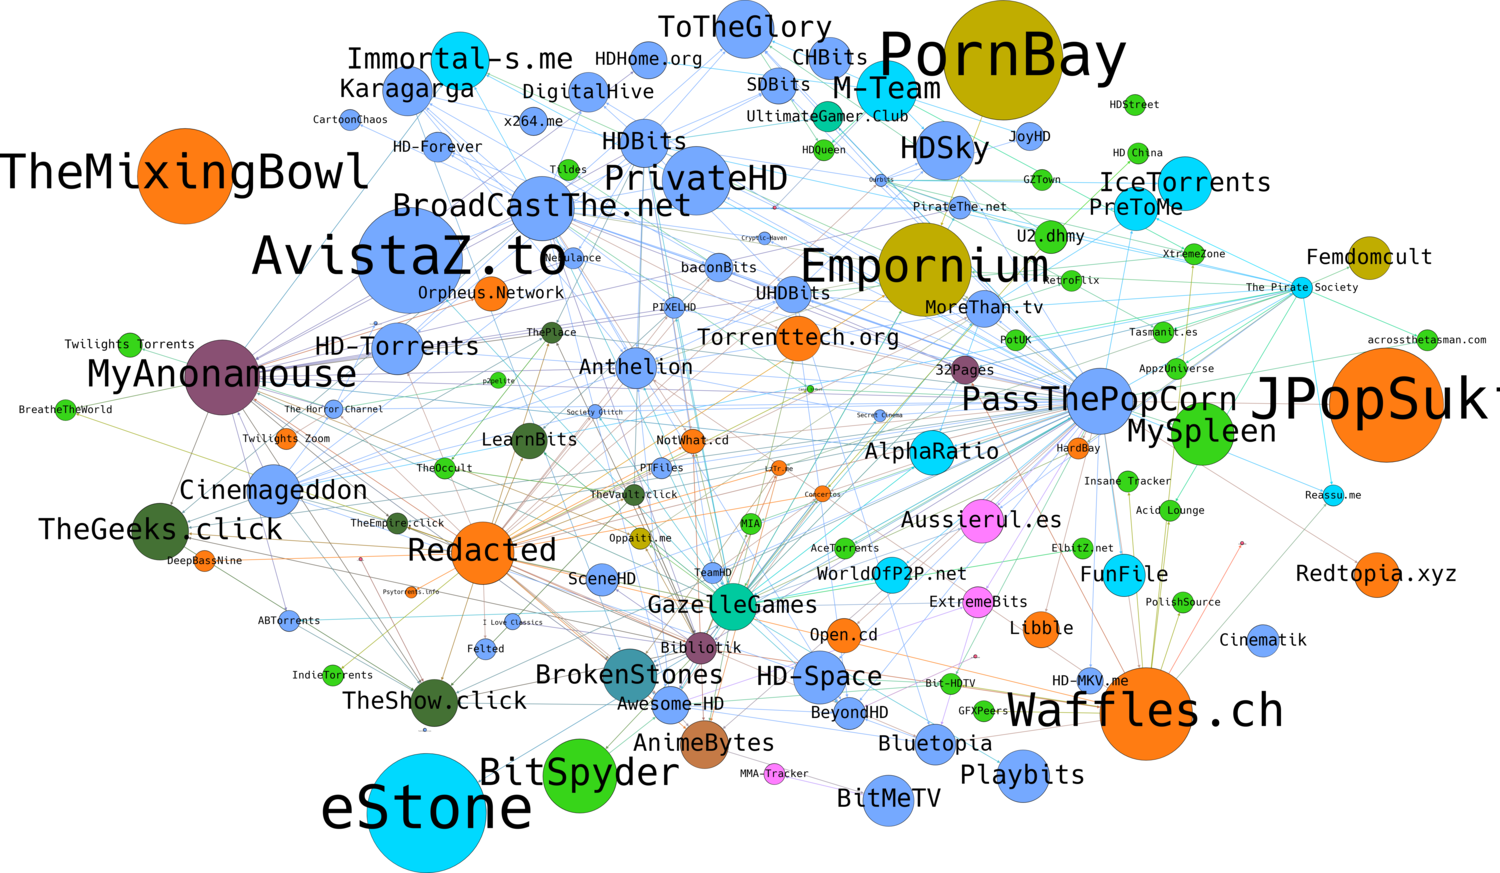 ToTheGlory
PornBay
Immortal-s.me
HDHome.org
CHBits
Karagarga
DigitalHive
SDBits
M-Team
HDStreet
CartoonChaos
x264.me
UltimateGamer.Club
HD-Forever
HDBits
HDQueen
HDSky
JoyHD
HD China
TheMixingBowl
Tildes
PrivateHD
OurBits
GZTown
IceTorrents
BroadCastThe.net
PirateThe.net
PreToMe
Cryptic-Haven
U2.dhmy
AvistaZ.to
Nebulance
baconBits
Empornium
XtremeZone
Femdomcult
Orpheus.Network
UHDBits
RetroFlix
The Pirate Society
PIXELHD
MoreThan.tv
Twilights Torrents
HD-Torrents
ThePlace
Torrenttech.org
PotUK
Tasmanit.es
acrossthetasman.com
MyAnonamouse
Anthelion
32Pages
AppzUniverse
p2pelite
PassThePopCorn
JPopSuki
BreatheTheWorld
The Horror Charnel
Society Glitch
Secret Cinema
MySpleen
Twilights Zoom
LearnBits
NotWhat.cd
AlphaRatio
HardBay
TheOccult
PTFiles
LzTr.me
Cinemageddon
TheVault.click
Concertos
Insane Tracker
Reassu.me
TheGeeks.click
TheEmpire.click
MIA
Aussierul.es
Acid Lounge
Redacted
Oppaiti.me
AceTorrents
ElbitZ.net
DeepBassNine
SceneHD
TeamHD
WorldOfP2P.net
FunFile
Redtopia.xyz
Psytorrents.info
GazelleGames
ExtremeBits
PolishSource
ABTorrents
I Love Classics
Open.cd
Libble
Cinematik
Felted
Bibliotik
IndieTorrents
BrokenStones
HD-Space
Bit-HDTV
HD-MKV.me
TheShow.click
Awesome-HD
BeyondHD
GFXPeers
Waffles.ch
AnimeBytes
Bluetopia
BitSpyder
MMA-Tracker
Playbits
eStone
BitMeTV